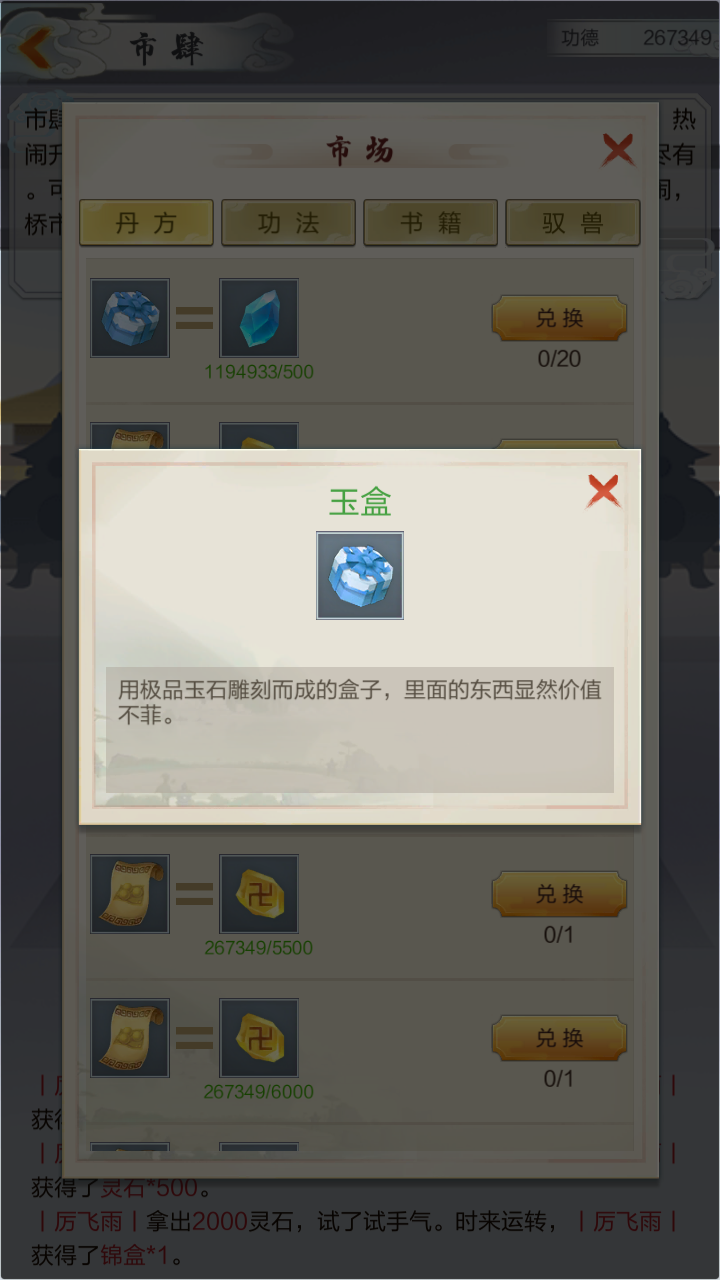 市肆
功德 267349
市
热
闹
尽有
。可
桥市
市场
丹方 功法 书籍 驭兽
兑换
1194933/500
0/20
玉盒
用极品玉石雕刻而成的盒子，里面的东西显然价值
不菲。
兑换
267349/5500
0/1
兑换
267349/6000
0/1
获得
获得了灵石*500。
丨厉飞雨丨拿出2000灵石，试了试手气。时来运转，丨厉飞雨丨
获得了锦盒*1。